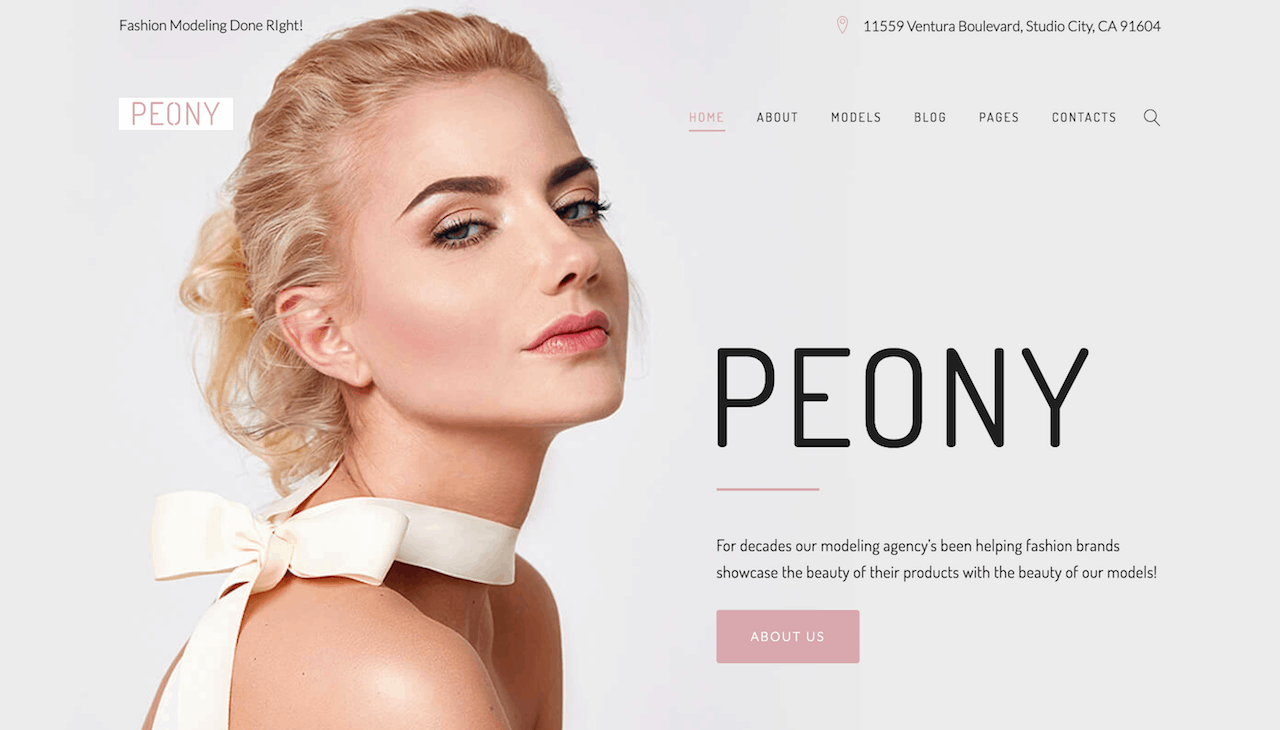 Fashion Modeling Done RIght!
11559 Ventura Boulevard, Studio City, CA 91604
PEONY
HOME ABOUT MODELS BLOG PAGES CONTACTS
PEONY
For decades our modeling agency's been helping fashion brands
showcase the beauty of their products with the beauty of our models!
ABOUT US